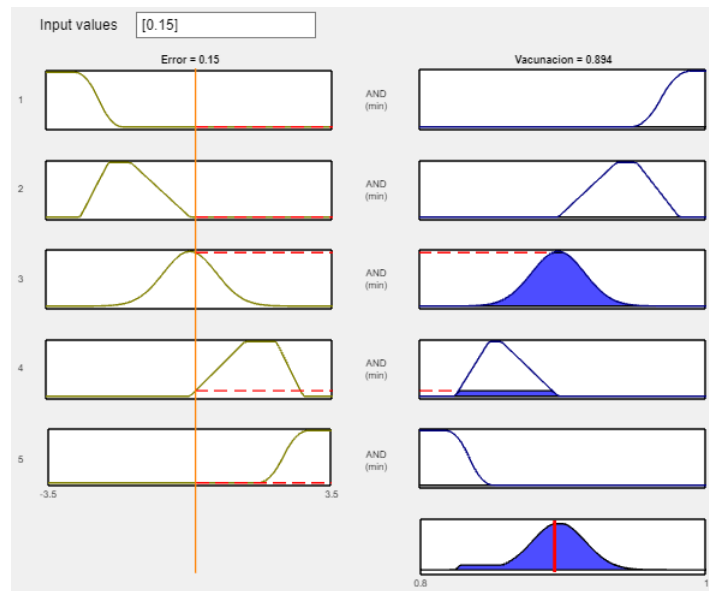 Input values [0.15]
Error = 0.15 Vacunacion = 0.894
1 AND
(min)
2 AND
(min)
3 AND
(min)
4 AND
(min)
5 AND
(min)
-3.5 3.5
0.8 1